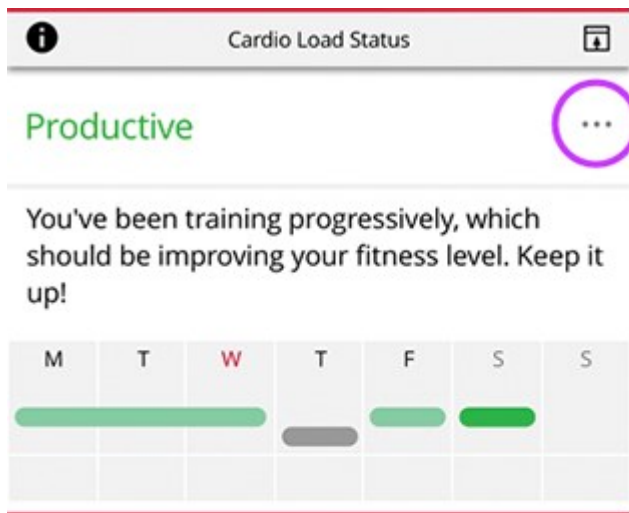 Cardio Load Status
Productive
You've been training progressively, which
should be improving your fitness level. Keep it
up!
M T W T F S S